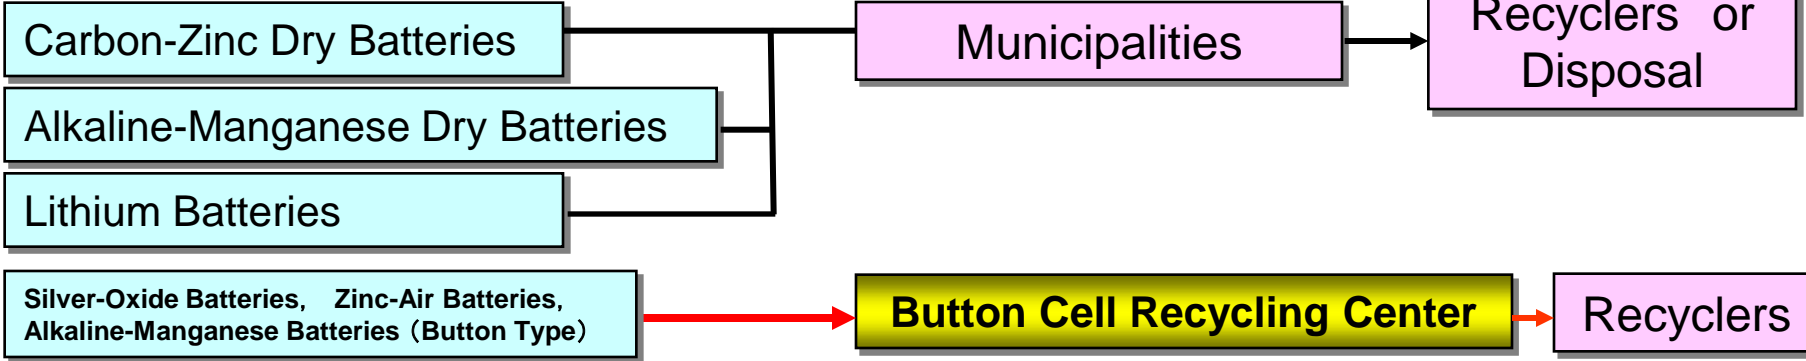 Carbon-Zinc Dry Batteries
Municipalities
Recyclers or
Disposal
Alkaline-Manganese Dry Batteries
Lithium Batteries
Silver-Oxide Batteries, Zinc-Air Batteries,
Alkaline-Manganese Batteries（Button Type）
Button Cell Recycling Center
Recyclers